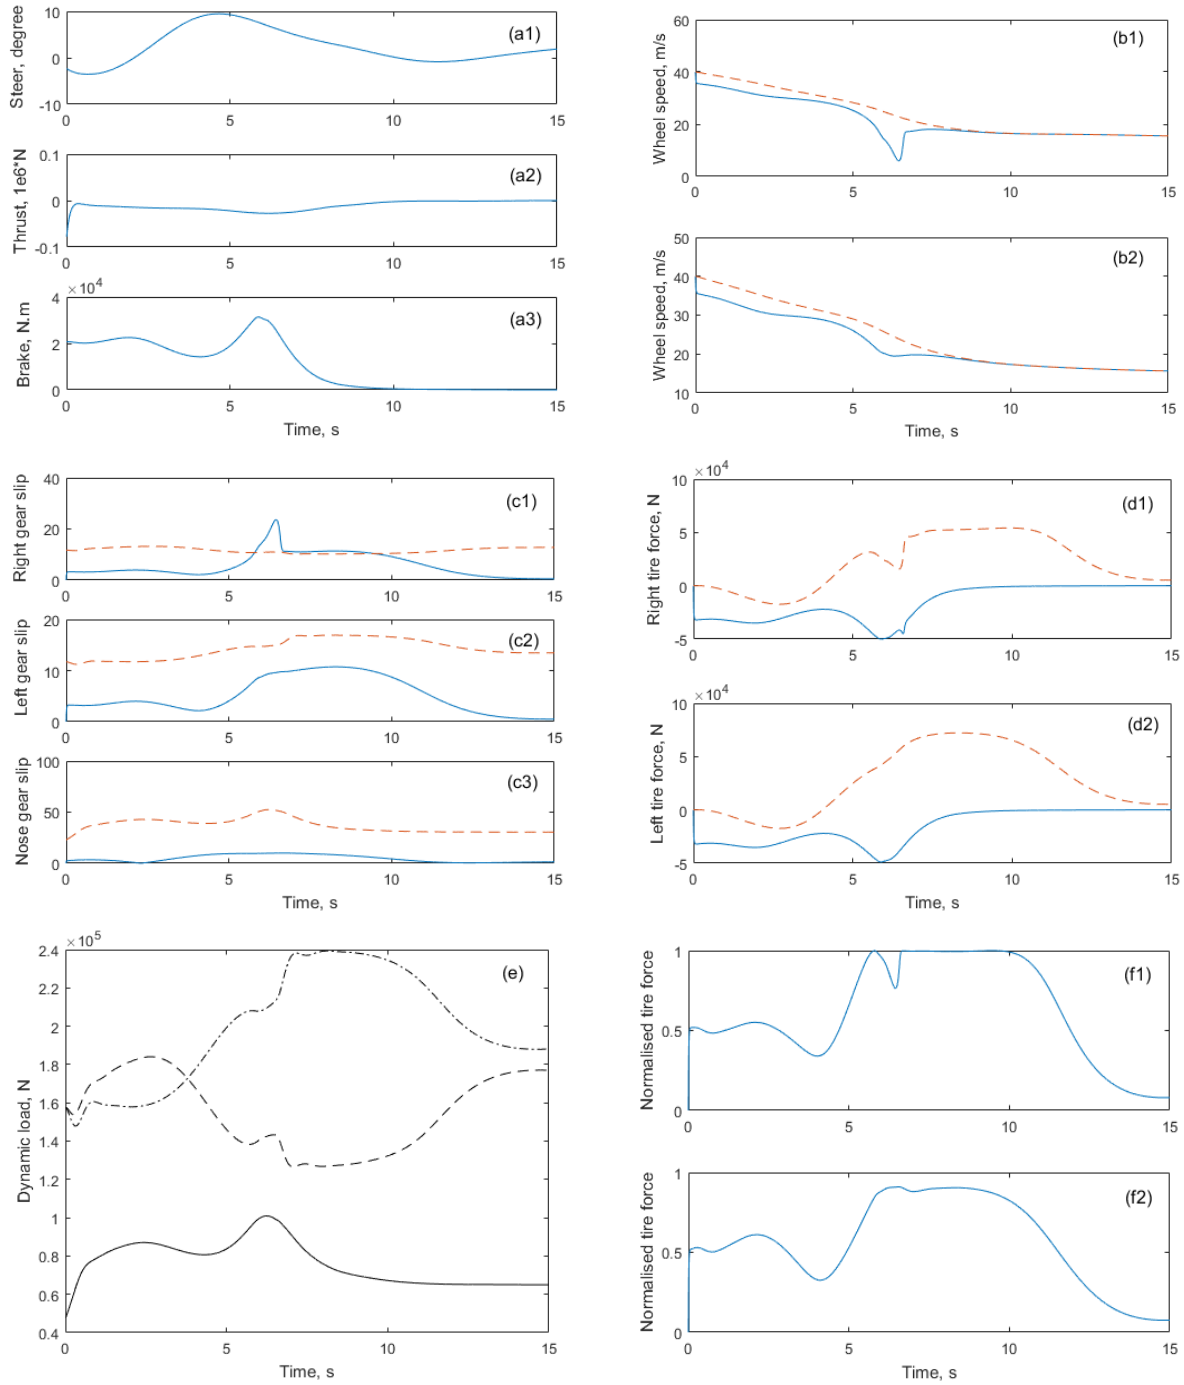 Steer, degree
10
0
-10
(a1)
0 5 10 15
Thrust, 1e6*N
0.1
0
-0.1
(a2)
0 5 10 15
Brake, N.m
×10⁴
4
2
0
(a3)
0 5 10 15
Time, s
Wheel speed, m/s
60
40
20
0
(b1)
0 5 10 15
Wheel speed, m/s
50
40
30
20
10
(b2)
0 5 10 15
Time, s
Right gear slip
40
20
0
(c1)
0 5 10 15
Left gear slip
20
10
0
(c2)
0 5 10 15
Nose gear slip
100
50
0
(c3)
0 5 10 15
Time, s
Right tire force, N
×10⁴
10
5
0
-5
(d1)
0 5 10 15
Left tire force, N
×10⁴
10
5
0
-5
(d2)
0 5 10 15
Time, s
Dynamic load, N
×10⁵
2.4
2.2
2
1.8
1.6
1.4
1.2
1
0.8
0.6
0.4
(e)
0 5 10 15
Time, s
Normalised tire force
1
0.5
0
(f1)
0 5 10 15
Normalised tire force
1
0.5
0
(f2)
0 5 10 15
Time, s